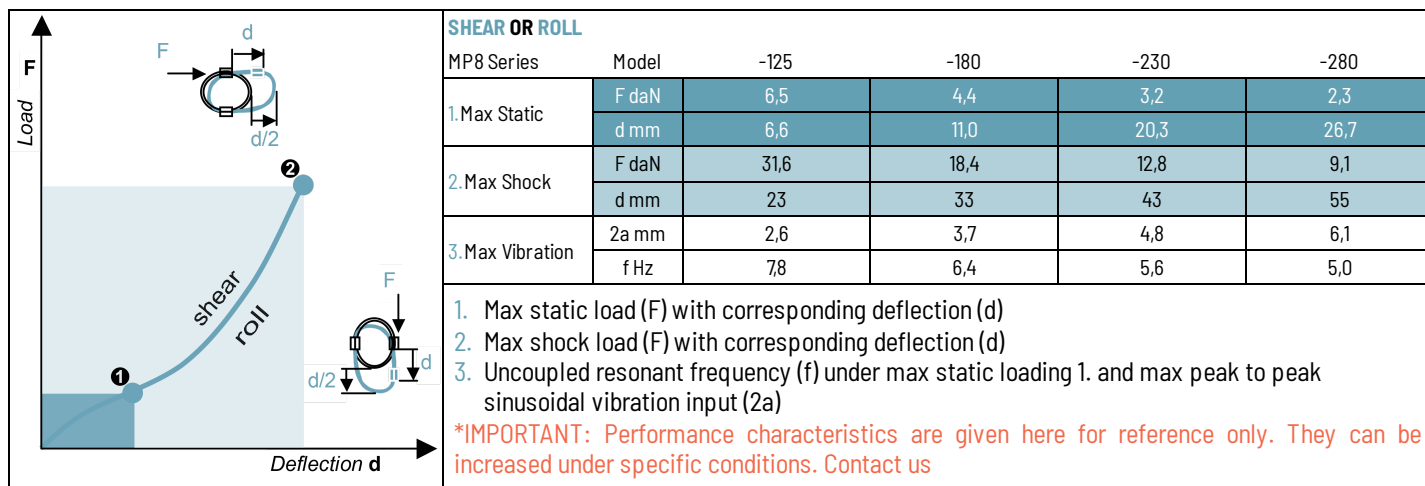 F
Load
F
d
d/2
❷
shear
roll
F
d
d/2
❶
Deflection d
SHEAR OR ROLL
MP8 Series Model -125 -180 -230 -280
1.Max Static F daN 6,5 4,4 3,2 2,3
d mm 6,6 11,0 20,3 26,7
2.Max Shock F daN 31,6 18,4 12,8 9,1
d mm 23 33 43 55
3.Max Vibration 2a mm 2,6 3,7 4,8 6,1
f Hz 7,8 6,4 5,6 5,0
1. Max static load (F) with corresponding deflection (d)
2. Max shock load (F) with corresponding deflection (d)
3. Uncoupled resonant frequency (f) under max static loading 1. and max peak to peak
sinusoidal vibration input (2a)
*IMPORTANT: Performance characteristics are given here for reference only. They can be
increased under specific conditions. Contact us